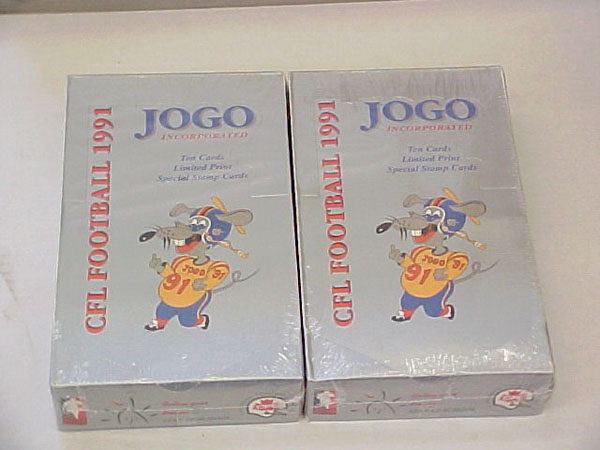 CFL FOOTBALL 1991
JOGO
INCORPORATED
Ten Cards
Limited Print
Special Stamp Cards
JOGO 91
91
CFL FOOTBALL 1991
JOGO
INCORPORATED
Ten Cards
Limited Print
Special Stamp Cards
JOGO
91